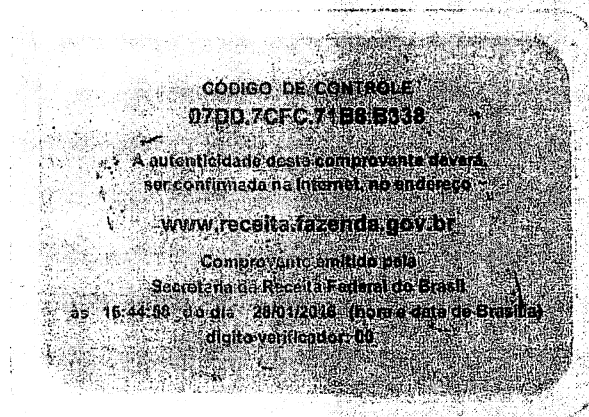 CÓDIGO DE CONTROLE
07DD.7CFC.71B8.B338
A autenticidade deste comprovante deverá
ser confirmada na Internet, no endereço
www.receita.fazenda.gov.br
Comprovante emitido pela
Secretaria da Receita Federal do Brasil
às do dia (hora e data de Brasília)
dígito verificador: 00